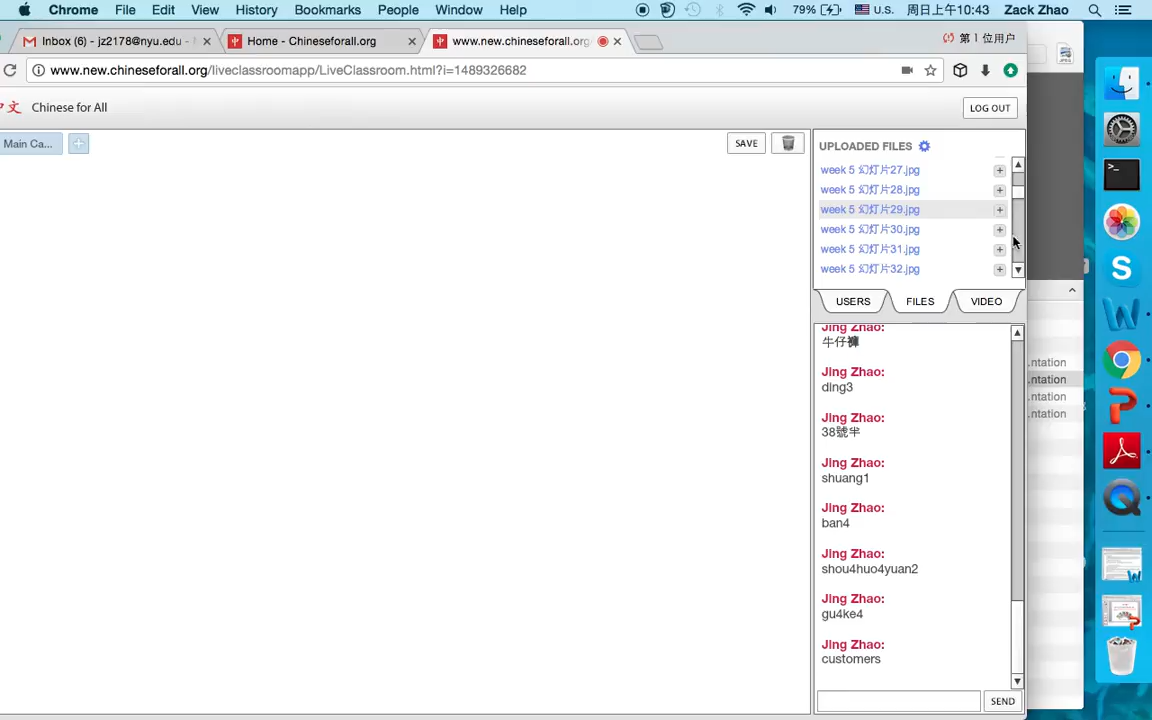 Chrome File Edit View History Bookmarks People Window Help 79% U.S. 周日上午10:43 Zack Zhao
Inbox (6) - jz2178@nyu.edu - Home - Chineseforall.org www.new.chineseforall.org 第 1 位用户
www.new.chineseforall.org/liveclassroomapp/LiveClassroom.html?i=1489326682
中文 Chinese for All LOG OUT
Main Ca... SAVE
UPLOADED FILES
week 5 幻灯片27.jpg
week 5 幻灯片28.jpg
week 5 幻灯片29.jpg
week 5 幻灯片30.jpg
week 5 幻灯片31.jpg
week 5 幻灯片32.jpg
USERS FILES VIDEO
Jing Zhao:
牛仔褲
Jing Zhao:
ding3
Jing Zhao:
38號半
Jing Zhao:
shuang1
Jing Zhao:
ban4
Jing Zhao:
shou4huo4yuan2
Jing Zhao:
gu4ke4
Jing Zhao:
customers
SEND
.ntation
.ntation
.ntation
.ntation